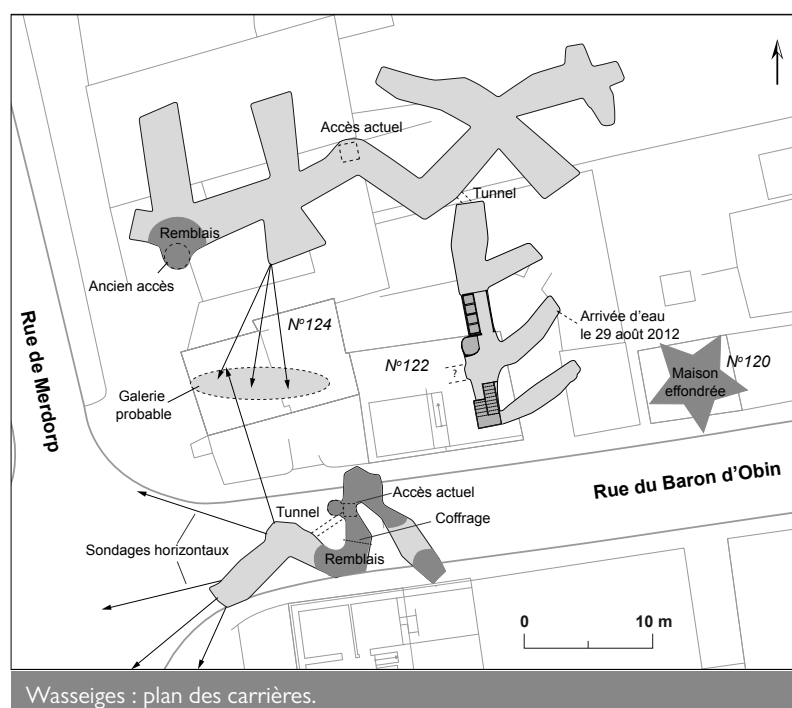 Accès actuel
Tunnel
Remblais
Ancien accès
Rue de Merdorp
N°124
Arrivée d'eau
le 29 août 2012
N°122
N°120
?
Maison
effondrée
Galerie
probable
Rue du Baron d'Obin
Accès actuel
Tunnel
Coffrage
Sondages horizontaux
Remblais
0
10 m
Wasseiges : plan des carrières.